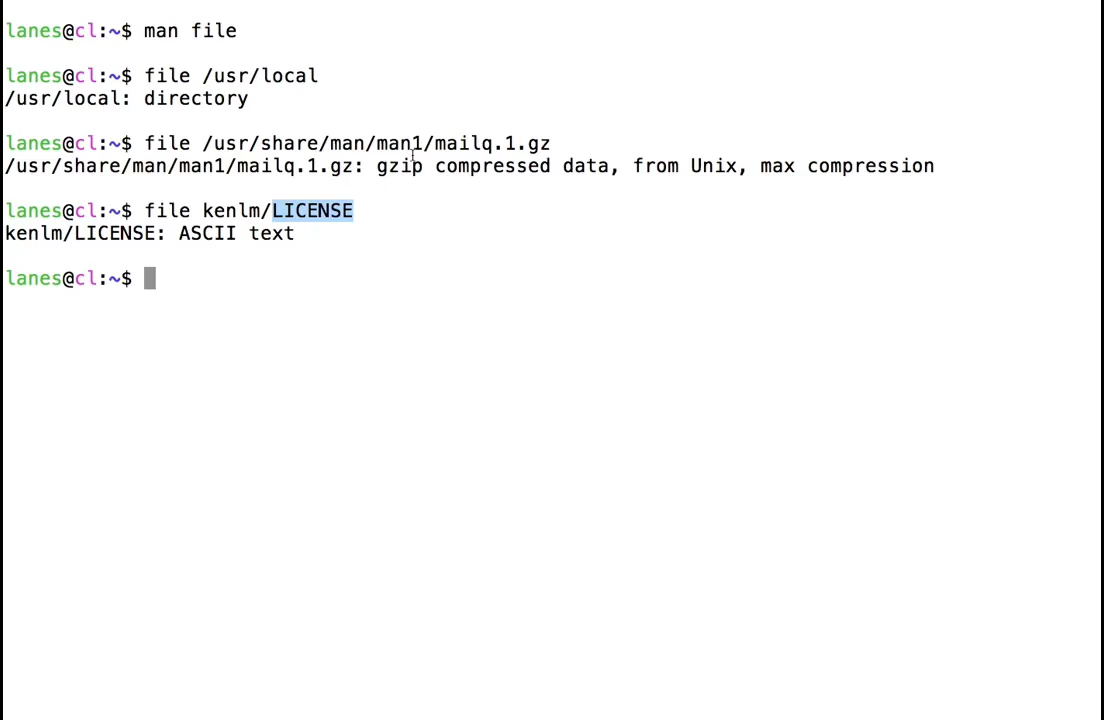 lanes@cl:~$ man file
lanes@cl:~$ file /usr/local
/usr/local: directory
lanes@cl:~$ file /usr/share/man/man1/mailq.1.gz
/usr/share/man/man1/mailq.1.gz: gzip compressed data, from Unix, max compression
lanes@cl:~$ file kenlm/LICENSE
kenlm/LICENSE: ASCII text
lanes@cl:~$